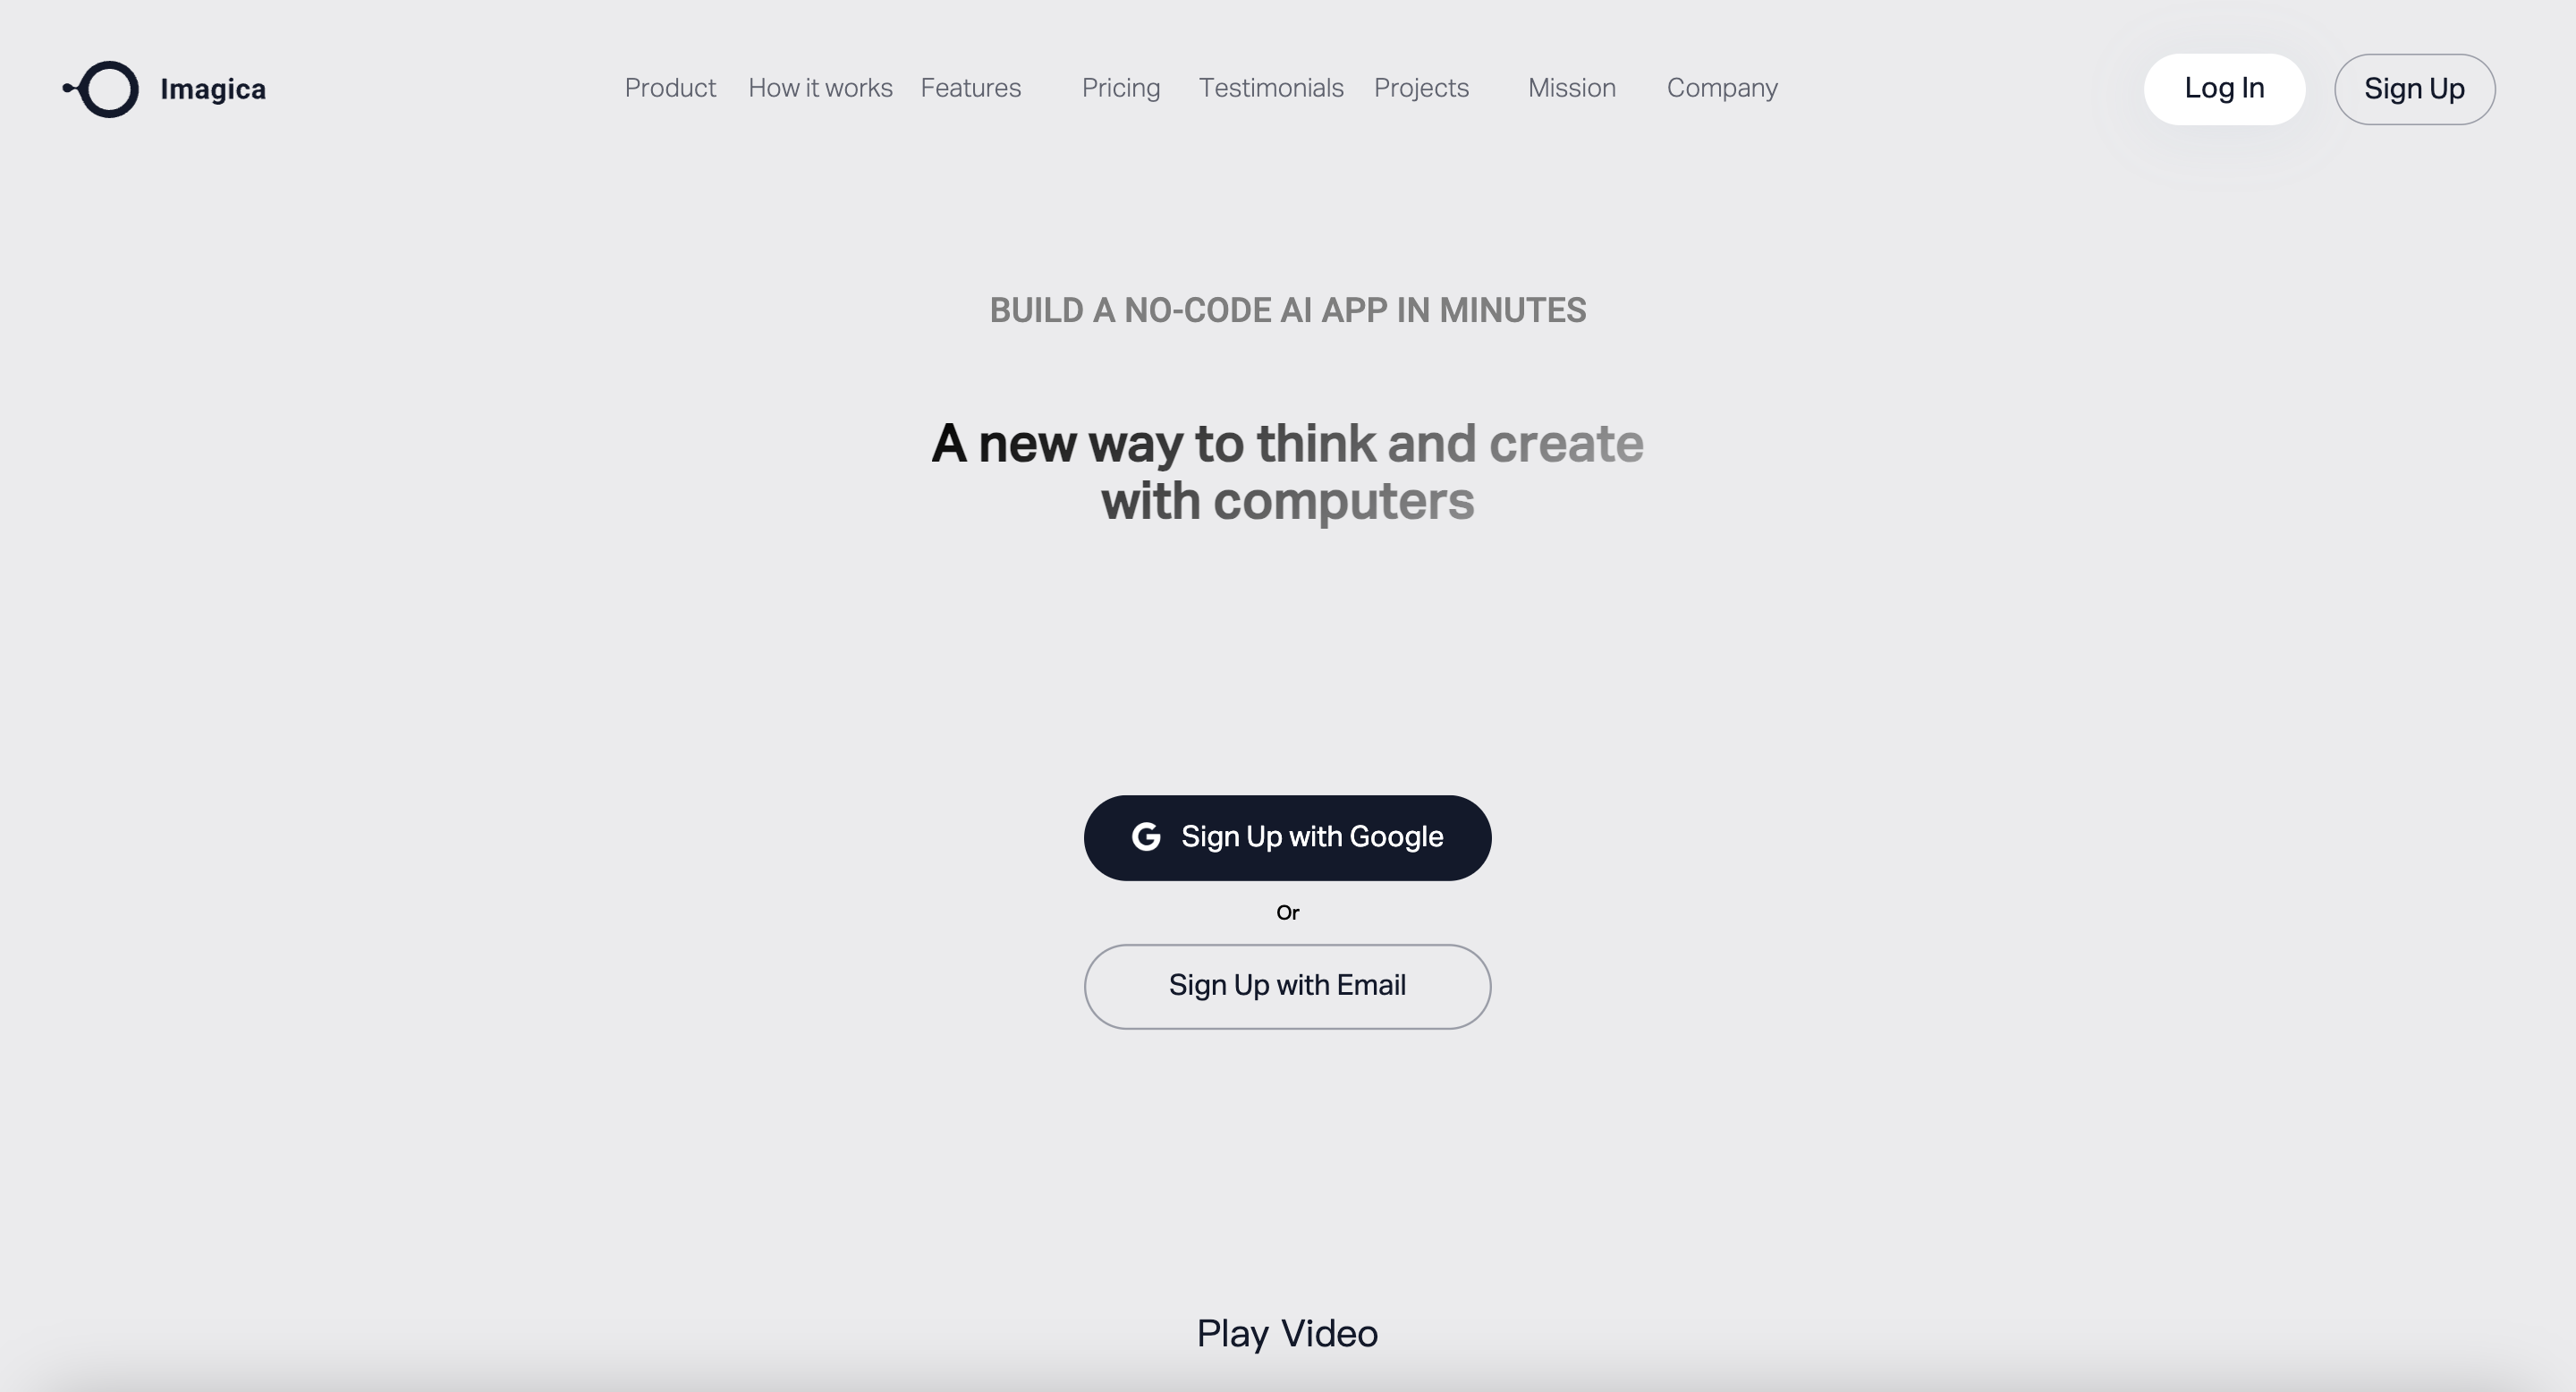 Imagica
Product How it works Features Pricing Testimonials Projects Mission Company
Log In Sign Up
BUILD A NO-CODE AI APP IN MINUTES
A new way to think and create
with computers
Sign Up with Google
Or
Sign Up with Email
Play Video